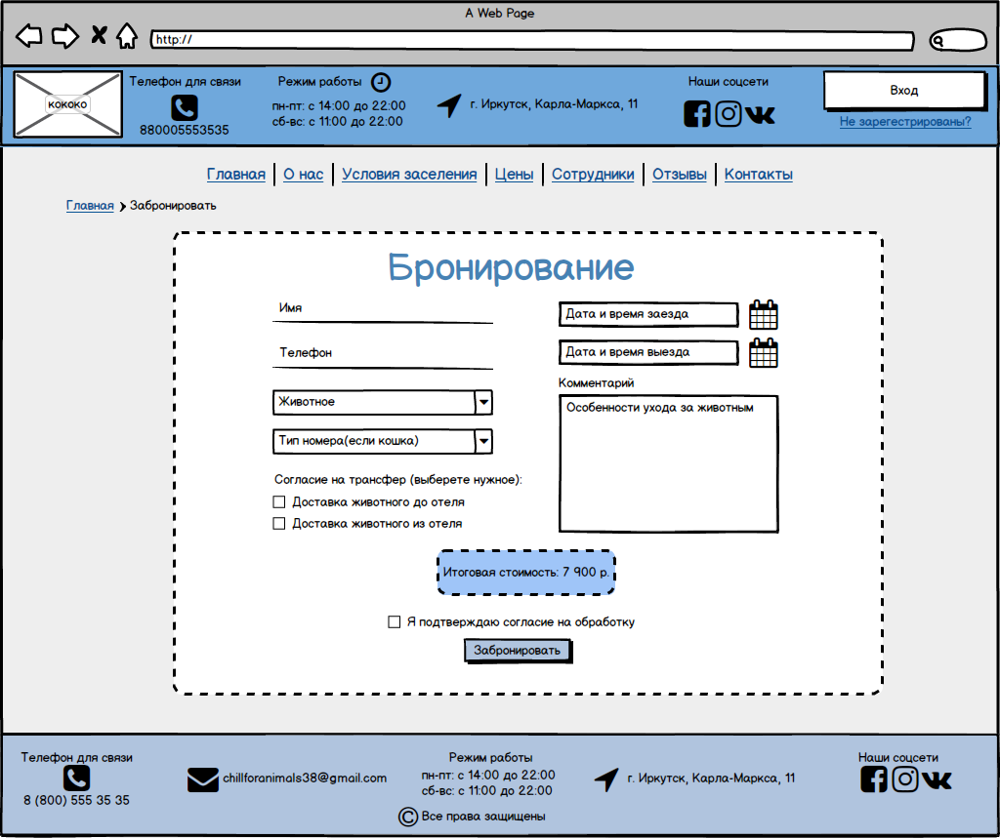 A Web Page
http://
кококо
Телефон для связи
880005553535
Режим работы
пн-пт: с 14:00 до 22:00
сб-вс: с 11:00 до 22:00
г. Иркутск, Карла-Маркса, 11
Наши соцсети
Вход
Не зарегестрированы?
Главная О нас Условия заселения Цены Сотрудники Отзывы Контакты
Главная Забронировать
Бронирование
Имя
Телефон
Животное
Тип номера(если кошка)
Согласие на трансфер (выберете нужное):
Доставка животного до отеля
Доставка животного из отеля
Дата и время заезда
Дата и время выезда
Комментарий
Особенности ухода за животным
Итоговая стоимость: 7 900 р.
Я подтверждаю согласие на обработку
Забронировать
Телефон для связи
8 (800) 555 35 35
chillforanimals38@gmail.com
Режим работы
пн-пт: с 14:00 до 22:00
сб-вс: с 11:00 до 22:00
г. Иркутск, Карла-Маркса, 11
Наши соцсети
© Все права защищены